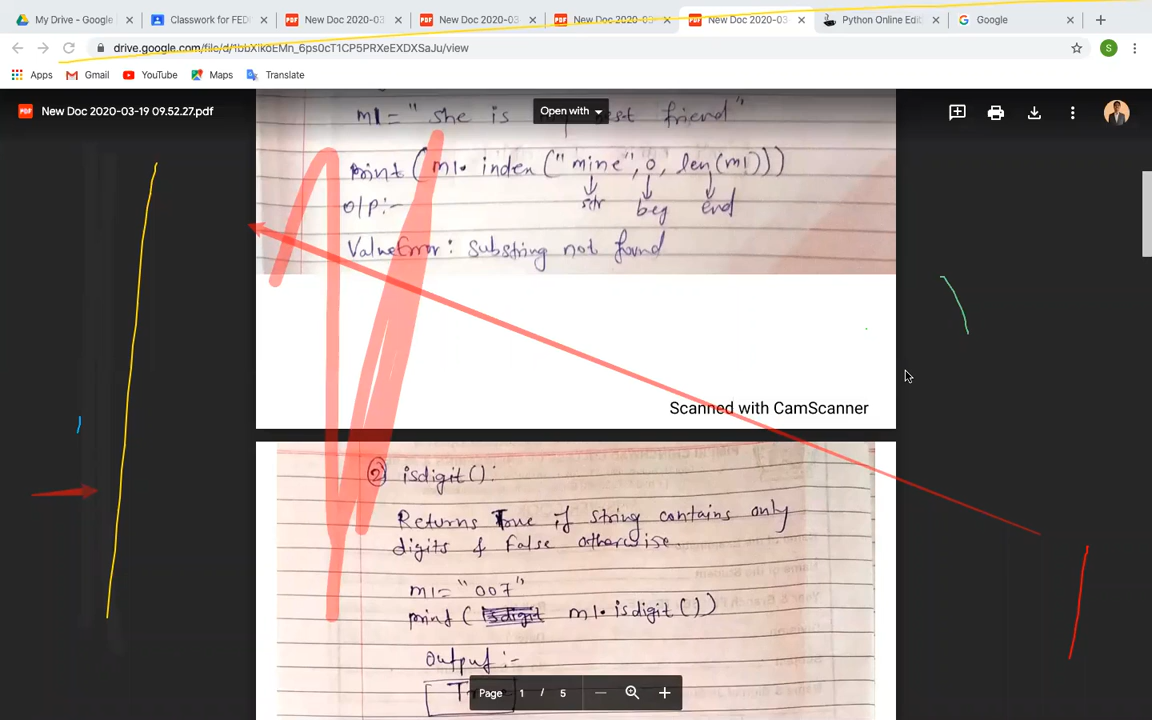 My Drive - Google
Classwork for FED
New Doc 2020-03
New Doc 2020-03
New Doc 2020-03
New Doc 2020-03
Python Online Edit
Google
drive.google.com/file/d/1bbXikoEMn_6ps0cT1CP5PRXeEXDXSaJu/view
S
Apps
Gmail
YouTube
Maps
Translate
PDF
New Doc 2020-03-19 09.52.27.pdf
Open with
m1 = " she is friend"
print (m1. index ("mine", 0, len(m1)))
str beg end
O/P:-
ValueError: Substring not found
Scanned with CamScanner
② isdigit():
Returns True if string contains only
digits & False otherwise.
m1= "007"
print ( isdigit m1. isdigit ())
output :-
Page 1 / 5